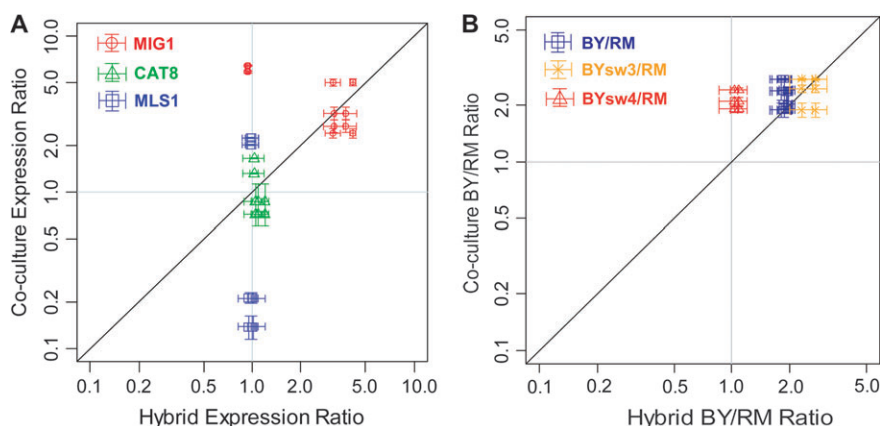 A
MIG1
CAT8
MLS1
Co-culture Expression Ratio
10.0
5.0
2.0
1.0
0.5
0.2
0.1
0.1 0.2 0.5 1.0 2.0 5.0 10.0
Hybrid Expression Ratio
B
BY/RM
BYsw3/RM
BYsw4/RM
Co-culture BY/RM Ratio
5.0
2.0
1.0
0.5
0.1
0.1 0.2 0.5 1.0 2.0 5.0
Hybrid BY/RM Ratio